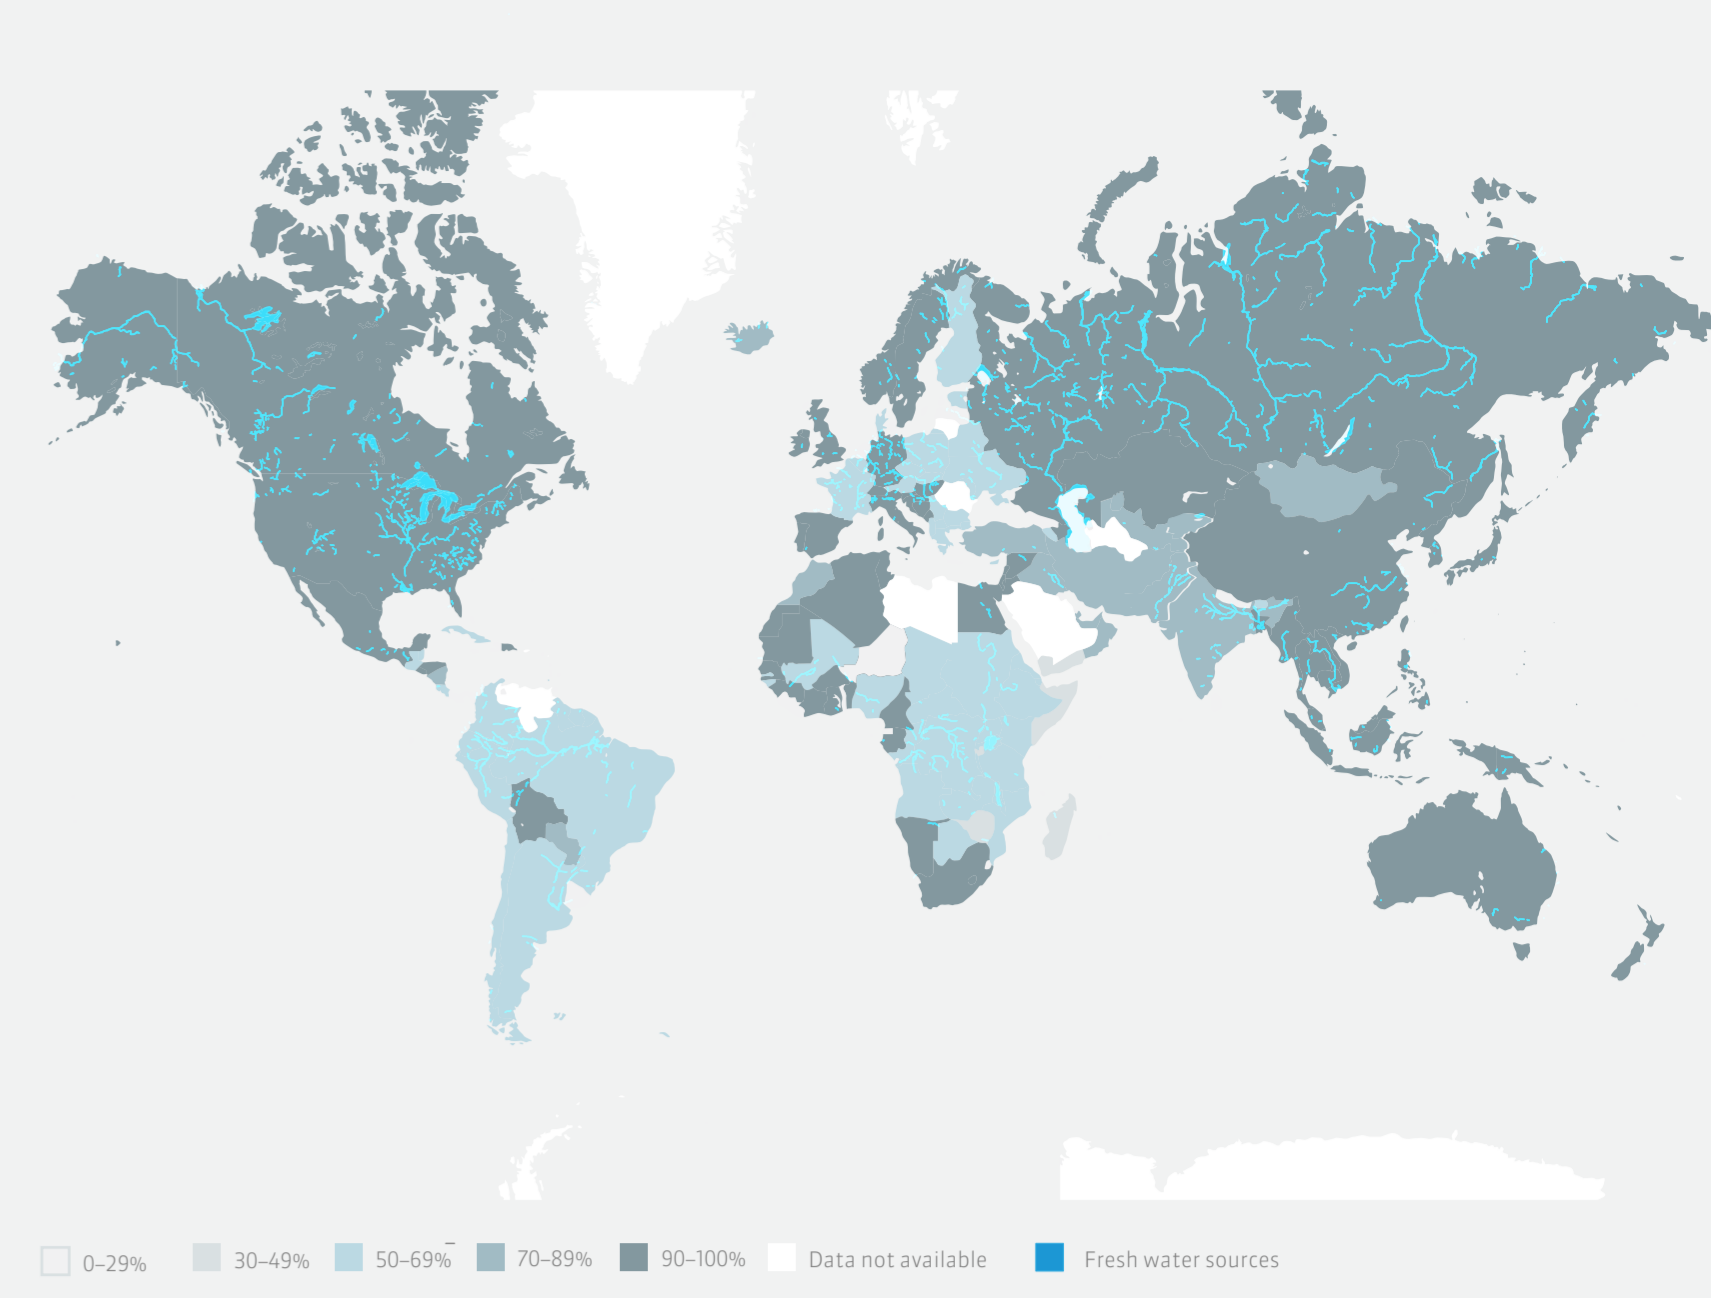 0–29%
30–49%
50–69%
70–89%
90–100%
Data not available
Fresh water sources